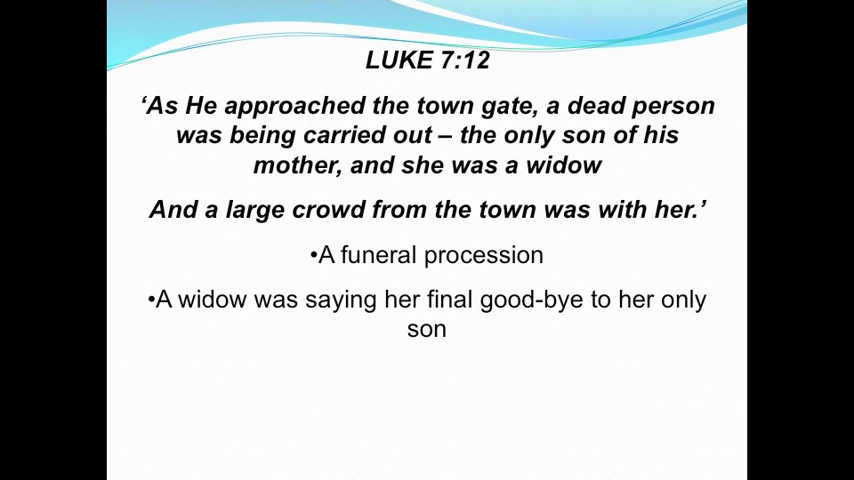 LUKE 7:12
‘As He approached the town gate, a dead person
was being carried out – the only son of his
mother, and she was a widow
And a large crowd from the town was with her.’
•A funeral procession
•A widow was saying her final good-bye to her only
son